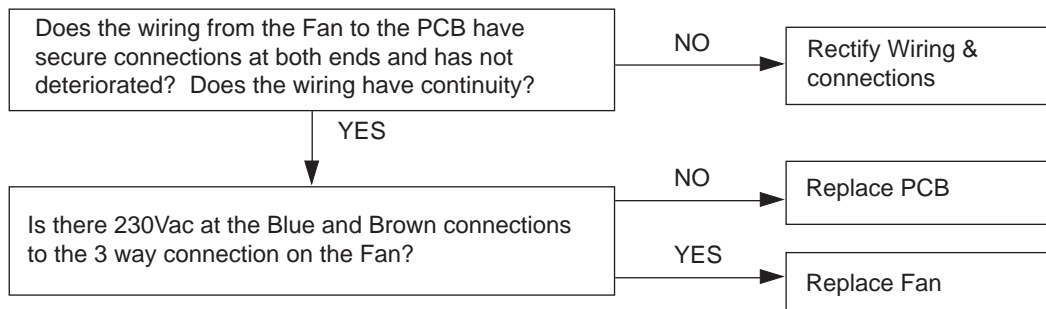 Does the wiring from the Fan to the PCB have
secure connections at both ends and has not
deteriorated? Does the wiring have continuity?
NO
Rectify Wiring &
connections
YES
Is there 230Vac at the Blue and Brown connections
to the 3 way connection on the Fan?
NO
Replace PCB
YES
Replace Fan